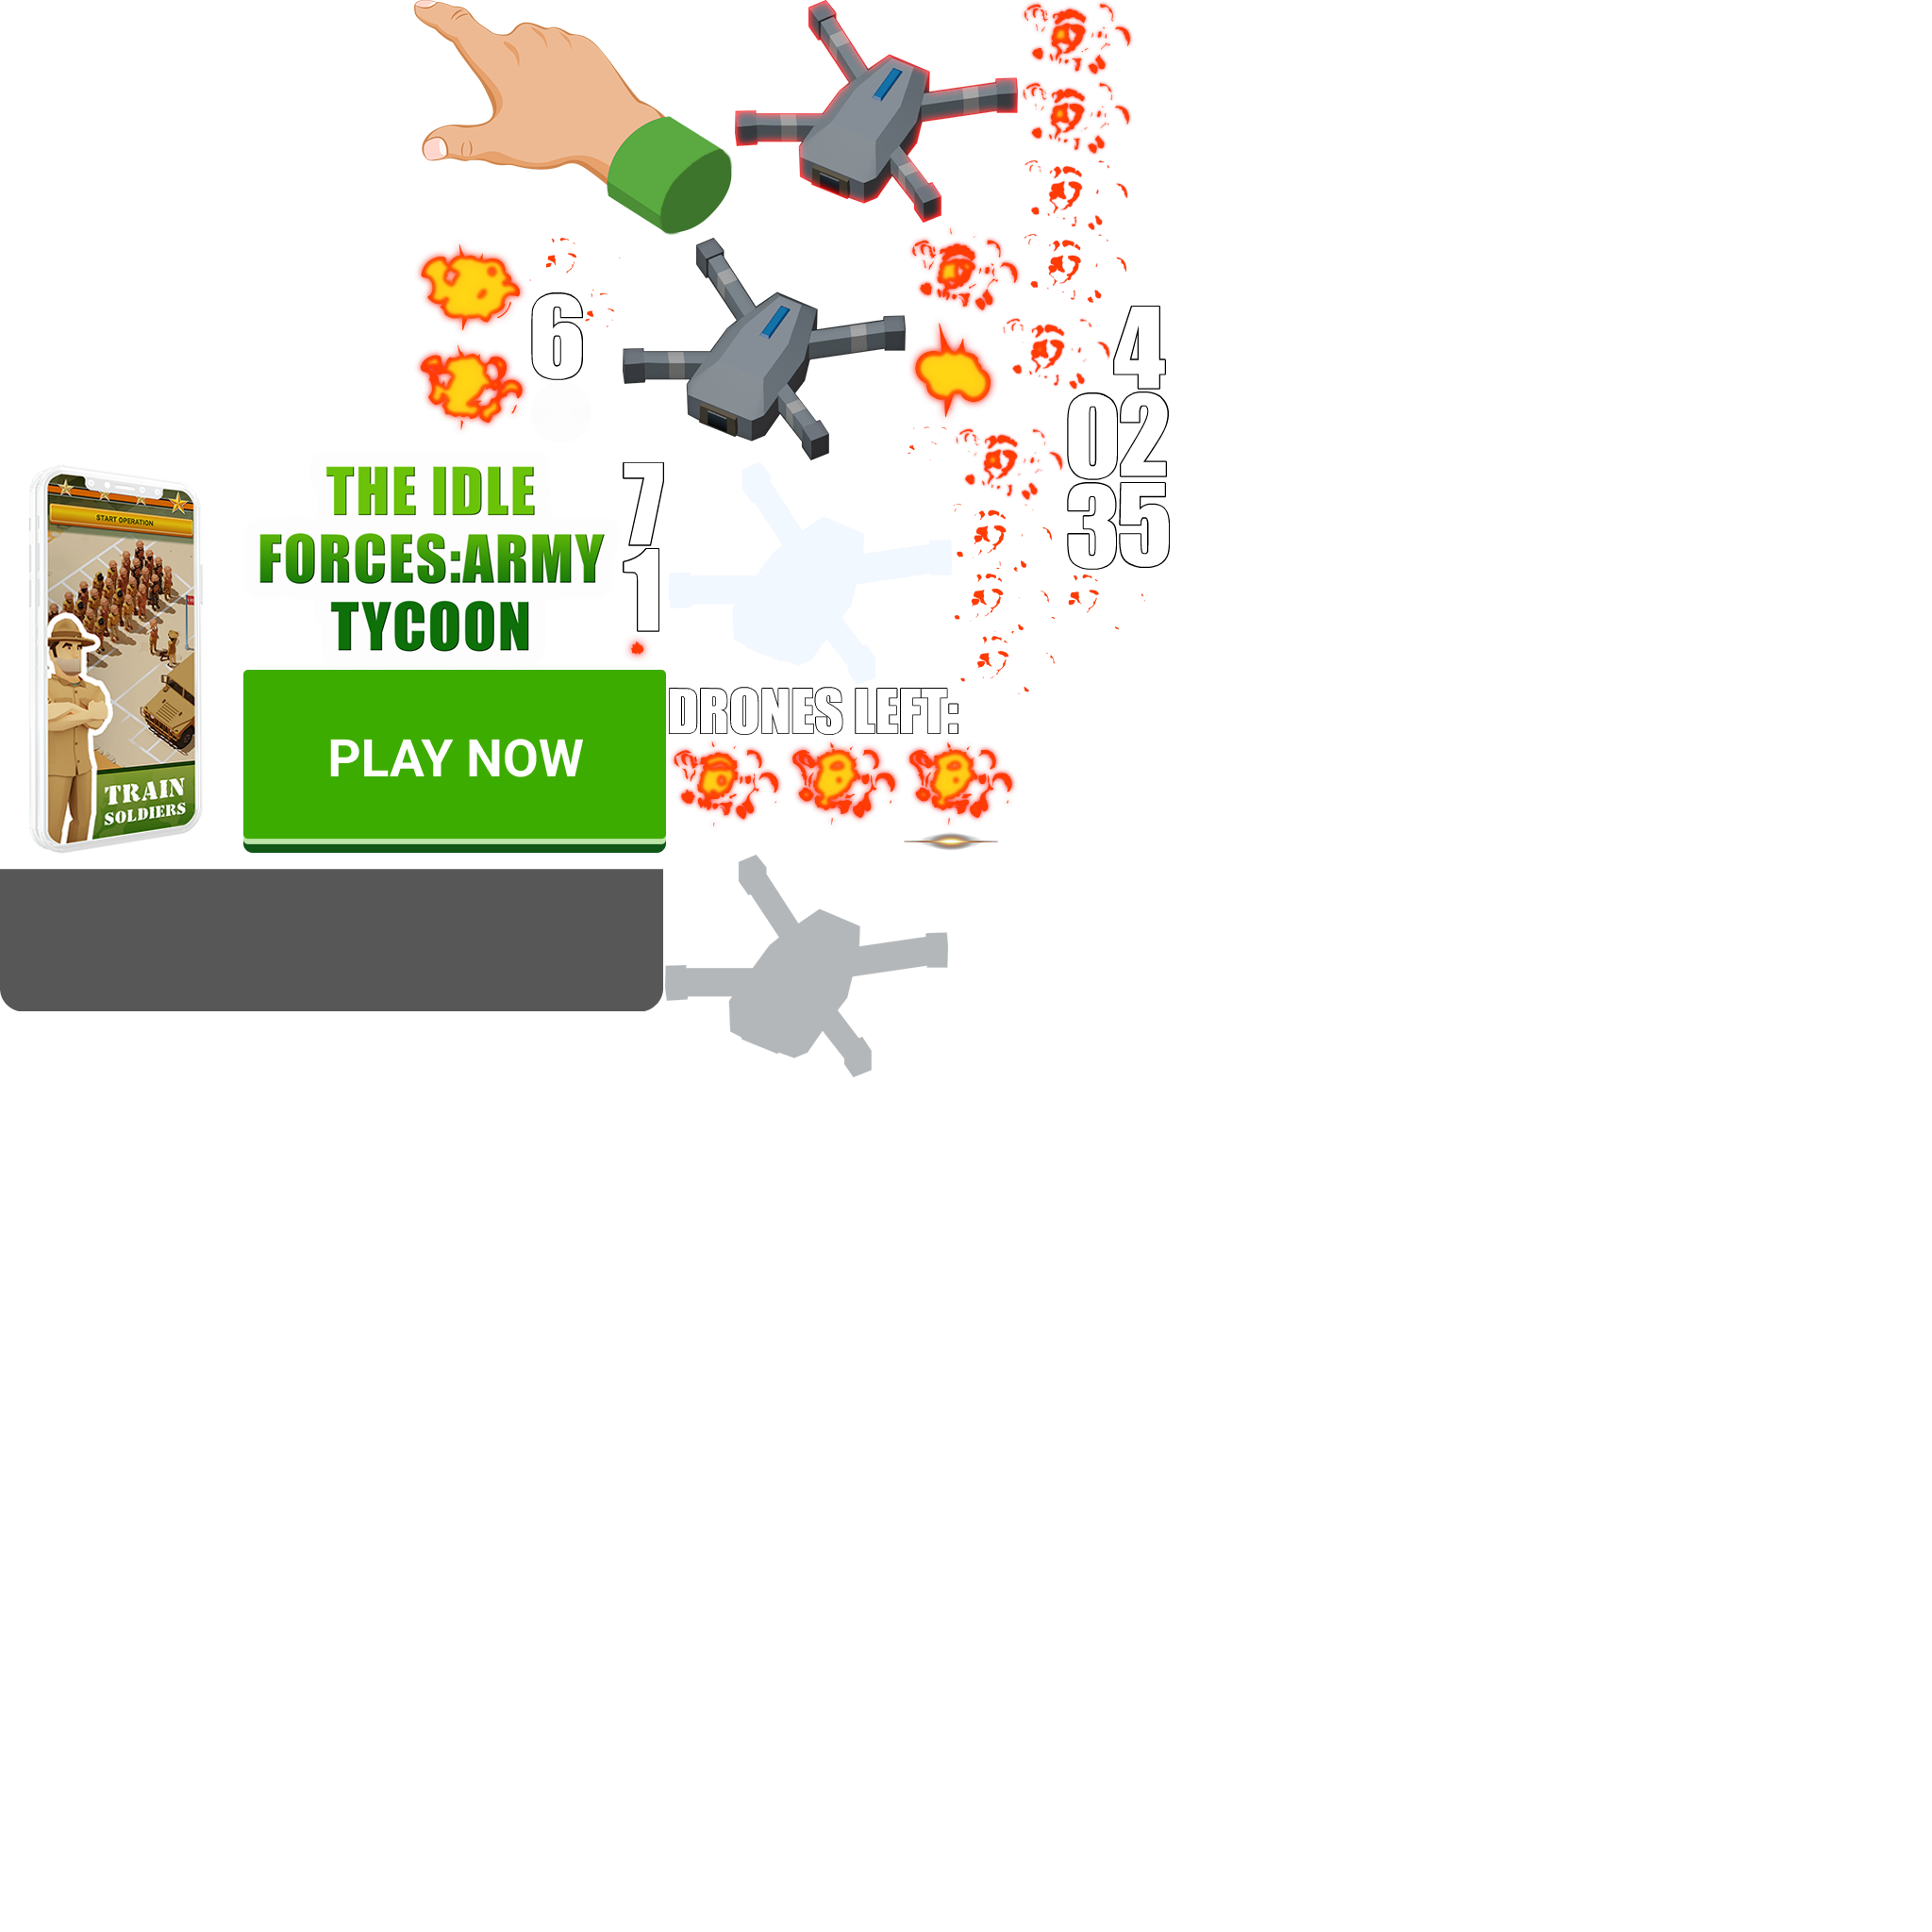 6
4
02
35
START OPERATION
TRAIN
SOLDIERS
THE IDLE
FORCES:ARMY
TYCOON
7
1
PLAY NOW
DRONES LEFT: